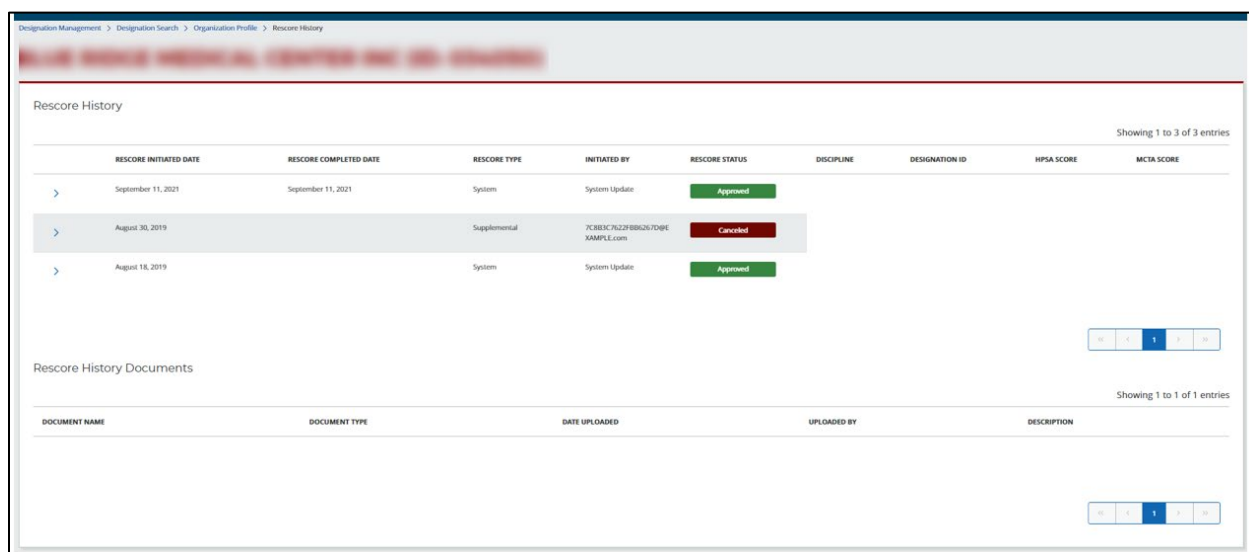 Designation Management > Designation Search > Organization Profile > Rescore History
Rescore History
Showing 1 to 3 of 3 entries
RESCORE INITIATED DATE RESCORE COMPLETED DATE RESCORE TYPE INITIATED BY RESCORE STATUS DISCIPLINE DESIGNATION ID HPSA SCORE MCTA SCORE
September 11, 2021 September 11, 2021 System System Update Approved
August 30, 2019 Supplemental 7C8B3C7622FBB6267D@E Canceled
XAMPLE.com
August 18, 2019 System System Update Approved
« ‹ 1 › »
Rescore History Documents
Showing 1 to 1 of 1 entries
DOCUMENT NAME DOCUMENT TYPE DATE UPLOADED UPLOADED BY DESCRIPTION
« ‹ 1 › »